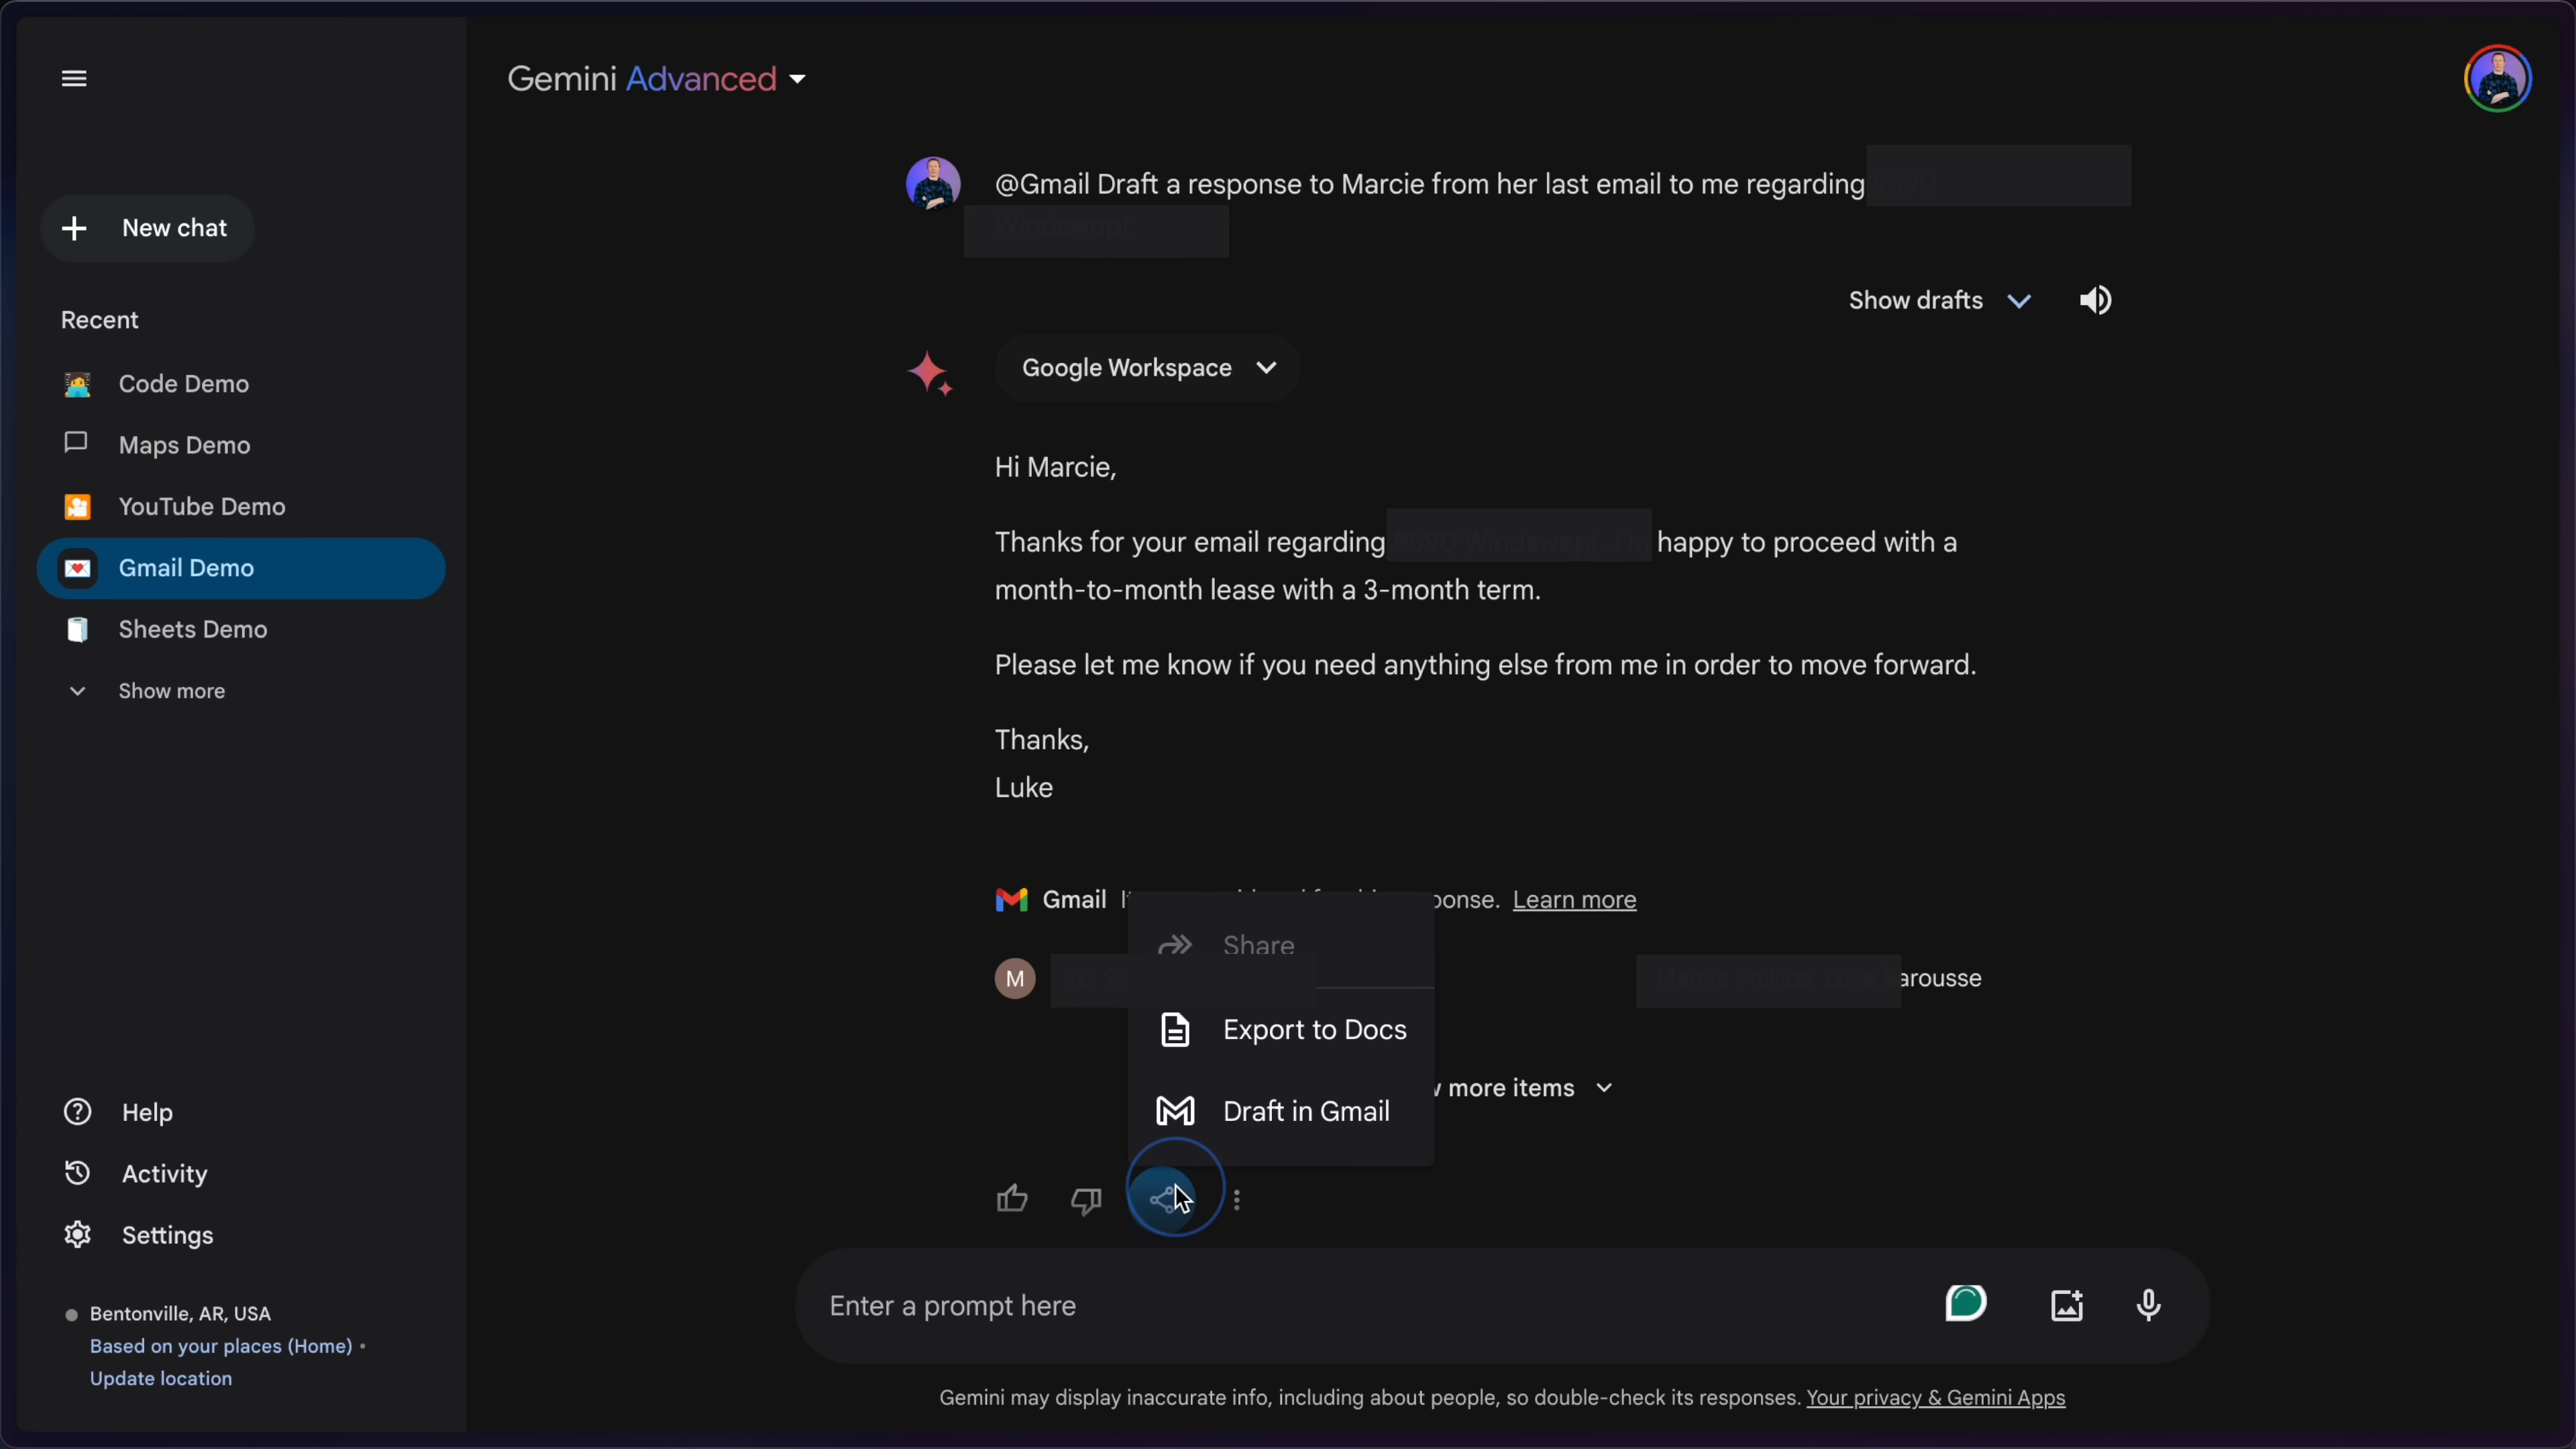 Gemini Advanced
New chat
Recent
Code Demo
Maps Demo
YouTube Demo
Gmail Demo
Sheets Demo
Show more
Help
Activity
Settings
Bentonville, AR, USA
Based on your places (Home) •
Update location
@Gmail Draft a response to Marcie from her last email to me regarding
Show drafts
Google Workspace
Hi Marcie,
Thanks for your email regarding happy to proceed with a
month-to-month lease with a 3-month term.
Please let me know if you need anything else from me in order to move forward.
Thanks,
Luke
Gmail Learn more
Share
M arousse
Export to Docs
more items
Draft in Gmail
Enter a prompt here
Gemini may display inaccurate info, including about people, so double-check its responses. Your privacy & Gemini Apps